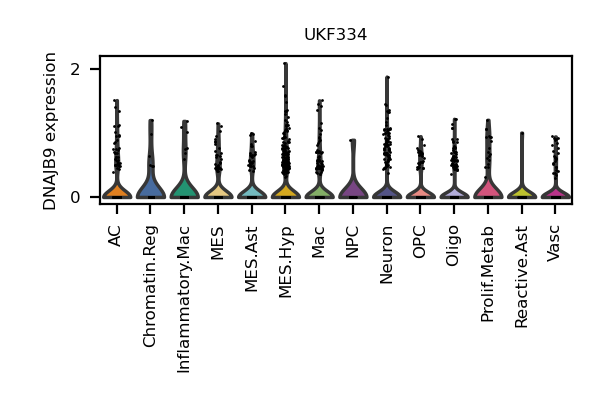 UKF334
DNAJB9 expression
2
0
AC
Chromatin.Reg
Inflammatory.Mac
MES
MES.Ast
MES.Hyp
Mac
NPC
Neuron
OPC
Oligo
Prolif.Metab
Reactive.Ast
Vasc